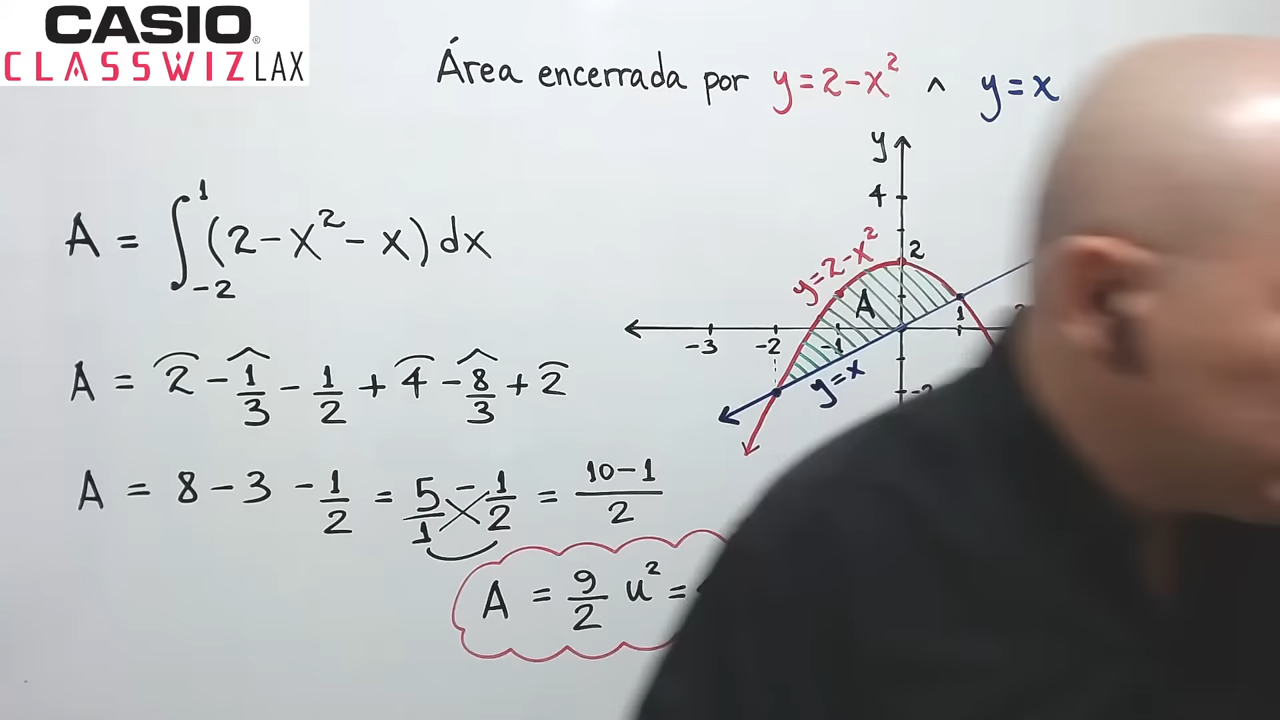 CASIO®
CLASSWIZ LAX
Área encerrada por y=2-x² ∧ y=x
A = ∫₋₂¹ (2-x²-x) dx
A = 2 - 1/3 - 1/2 + 4 - 8/3 + 2
A = 8 - 3 - 1/2 = 5/1 - 1/2 = (10-1)/2
A = 9/2 u² =
y
4
2
y=2-x²
A
-3 -2 -1 1
y=x